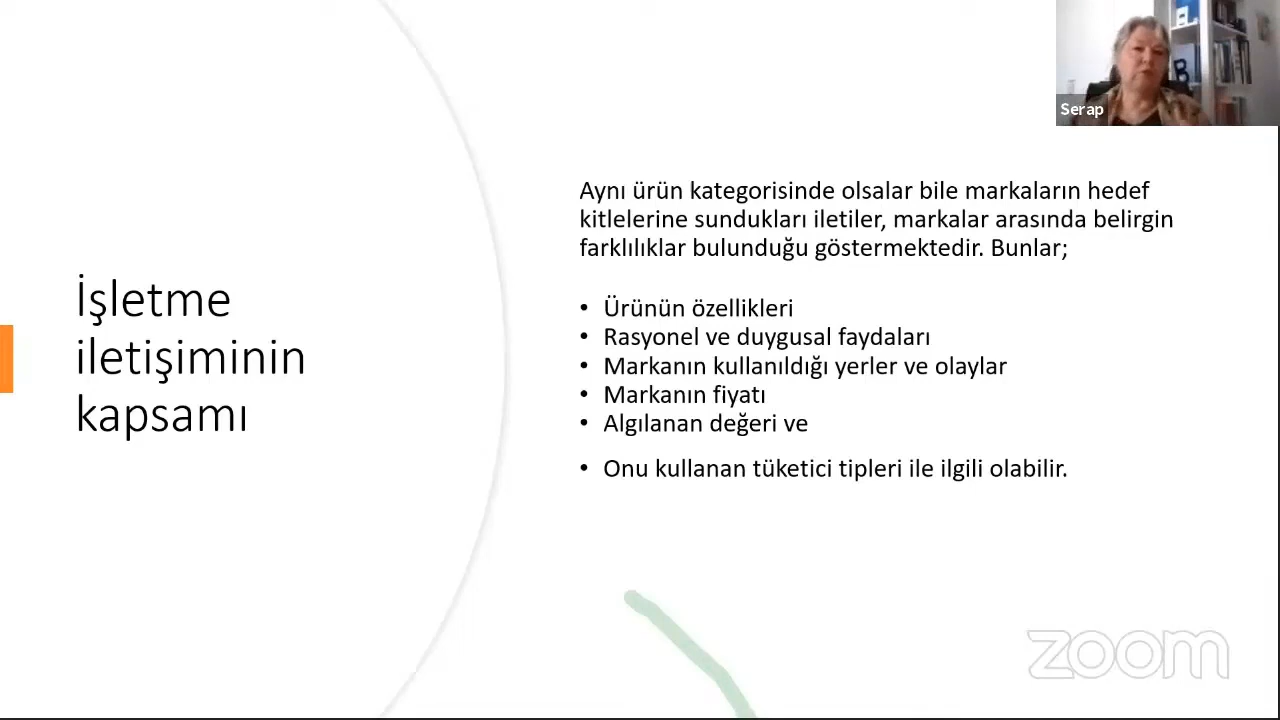 Serap
Aynı ürün kategorisinde olsalar bile markaların hedef
kitlelerine sundukları iletiler, markalar arasında belirgin
farklılıklar bulunduğu göstermektedir. Bunlar;
İşletme
iletişiminin
kapsamı
• Ürünün özellikleri
• Rasyonel ve duygusal faydaları
• Markanın kullanıldığı yerler ve olaylar
• Markanın fiyatı
• Algılanan değeri ve
• Onu kullanan tüketici tipleri ile ilgili olabilir.
B
zoom